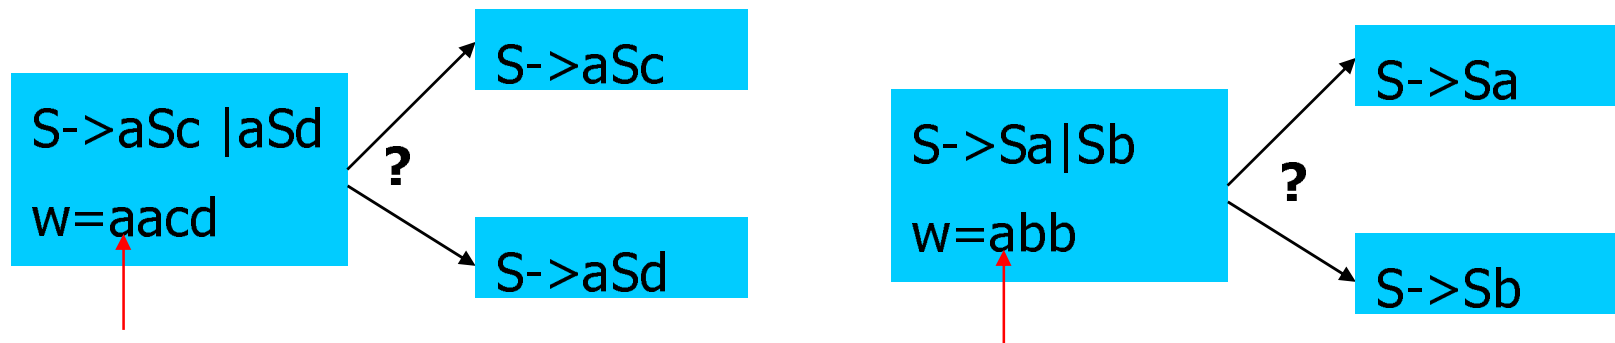 S->aSc |aSd
w=aacd
?
S->aSc
S->aSd
S->Sa|Sb
w=abb
?
S->Sa
S->Sb